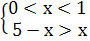 0 < x < 1
5 − x > x